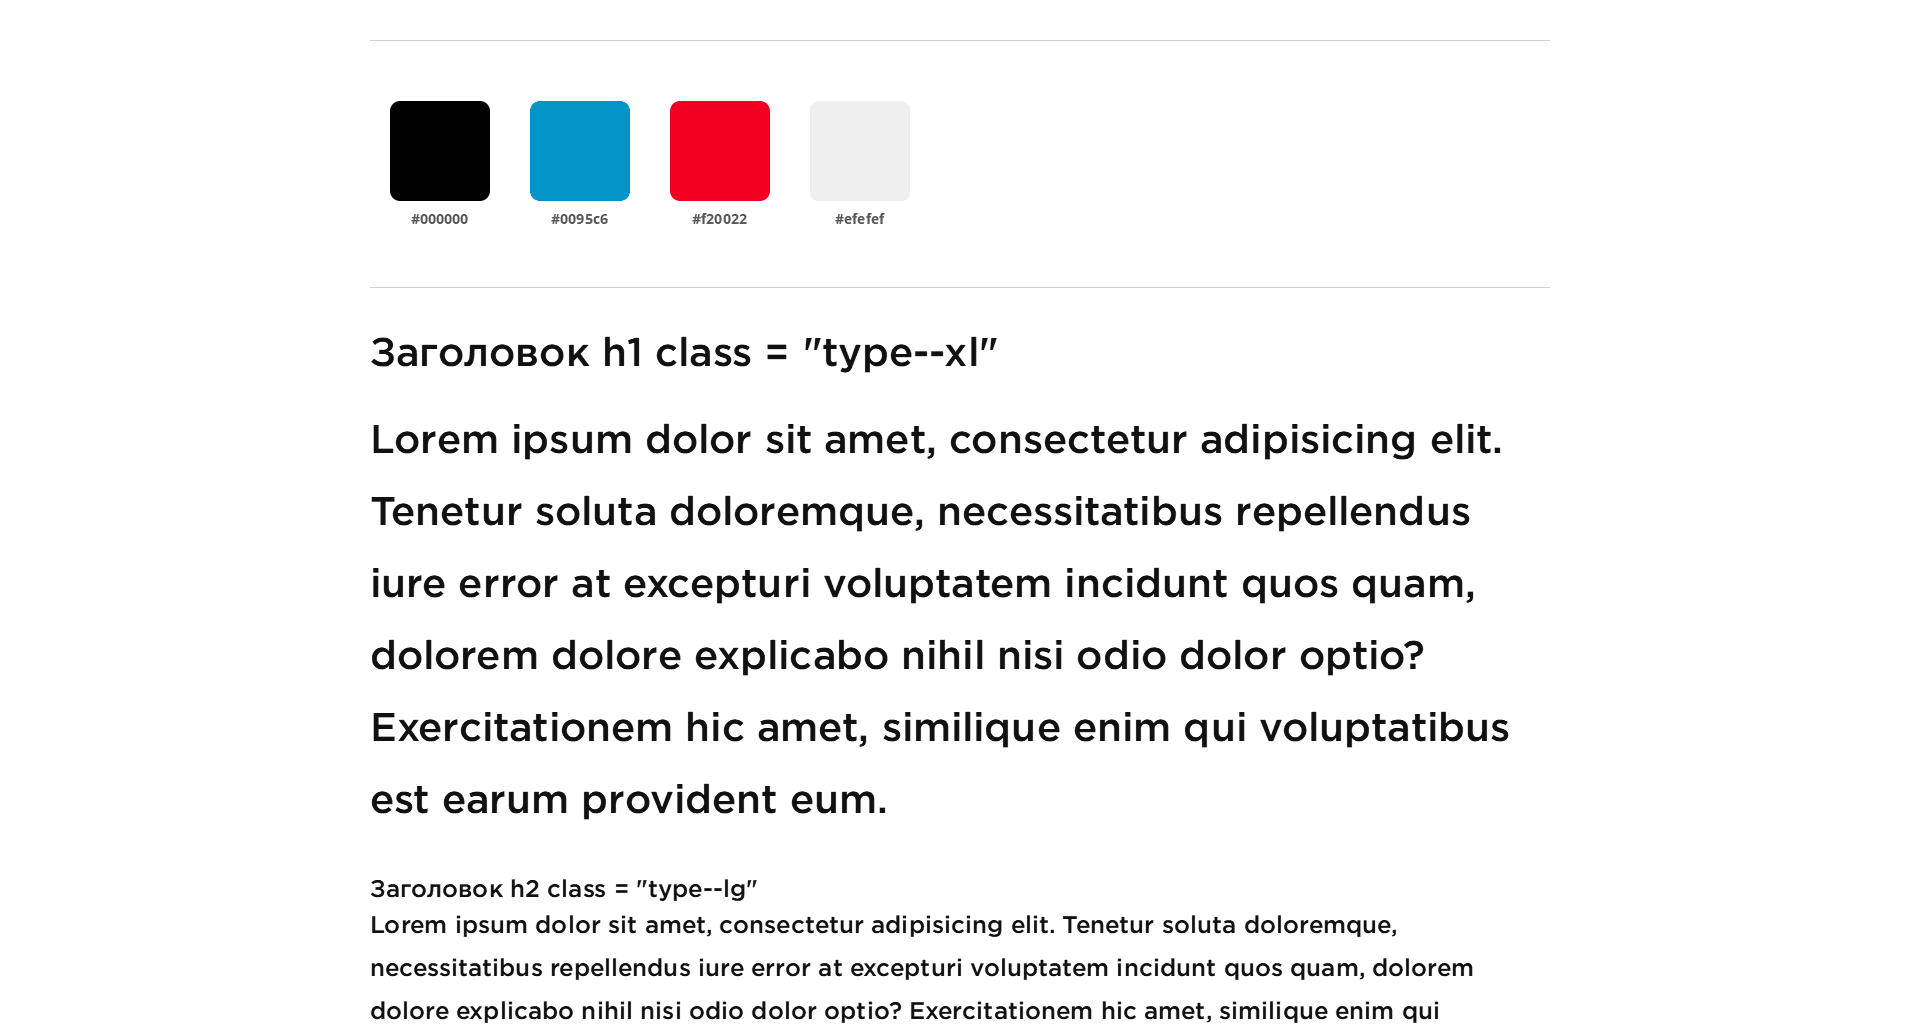 #000000 #0095c6 #f20022 #efefef
Заголовок h1 class = "type--xl"
Lorem ipsum dolor sit amet, consectetur adipisicing elit.
Tenetur soluta doloremque, necessitatibus repellendus
iure error at excepturi voluptatem incidunt quos quam,
dolorem dolore explicabo nihil nisi odio dolor optio?
Exercitationem hic amet, similique enim qui voluptatibus
est earum provident eum.
Заголовок h2 class = "type--lg"
Lorem ipsum dolor sit amet, consectetur adipisicing elit. Tenetur soluta doloremque,
necessitatibus repellendus iure error at excepturi voluptatem incidunt quos quam, dolorem
dolore explicabo nihil nisi odio dolor optio? Exercitationem hic amet, similique enim qui